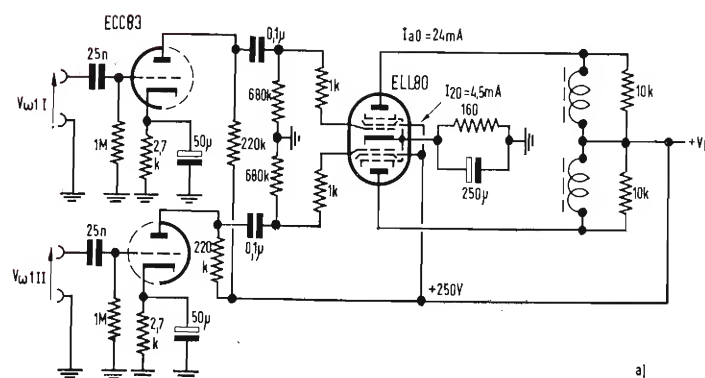 ECC83
0,1µ
Ia0 = 24mA
ELL80
25n
Vω1 I
1k
680k
I20=4,5mA
160
10k
50µ
1M
2,7
k
220k
680k
1k
250µ
+Vb
10k
25n
0,1µ
220
k
Vω1 II
+250V
1M
2,7
k
50µ
a)